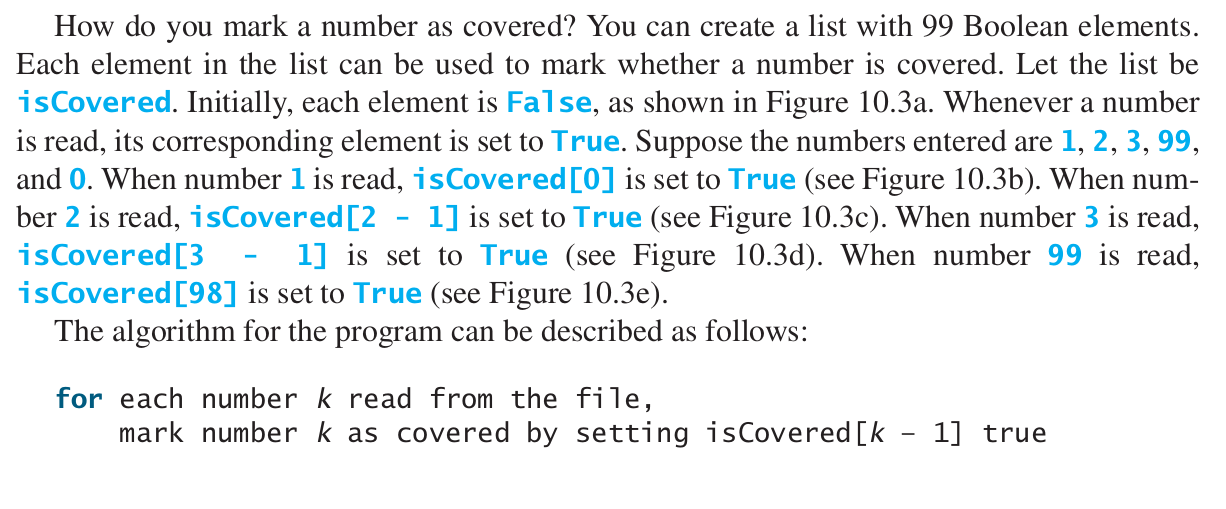 How do you mark a number as covered? You can create a list with 99 Boolean elements.
Each element in the list can be used to mark whether a number is covered. Let the list be
isCovered. Initially, each element is False, as shown in Figure 10.3a. Whenever a number
is read, its corresponding element is set to True. Suppose the numbers entered are 1, 2, 3, 99,
and 0. When number 1 is read, isCovered[0] is set to True (see Figure 10.3b). When num-
ber 2 is read, isCovered[2 - 1] is set to True (see Figure 10.3c). When number 3 is read,
isCovered[3 - 1] is set to True (see Figure 10.3d). When number 99 is read,
isCovered[98] is set to True (see Figure 10.3e).
The algorithm for the program can be described as follows:
for each number k read from the file,
mark number k as covered by setting isCovered[k – 1] true